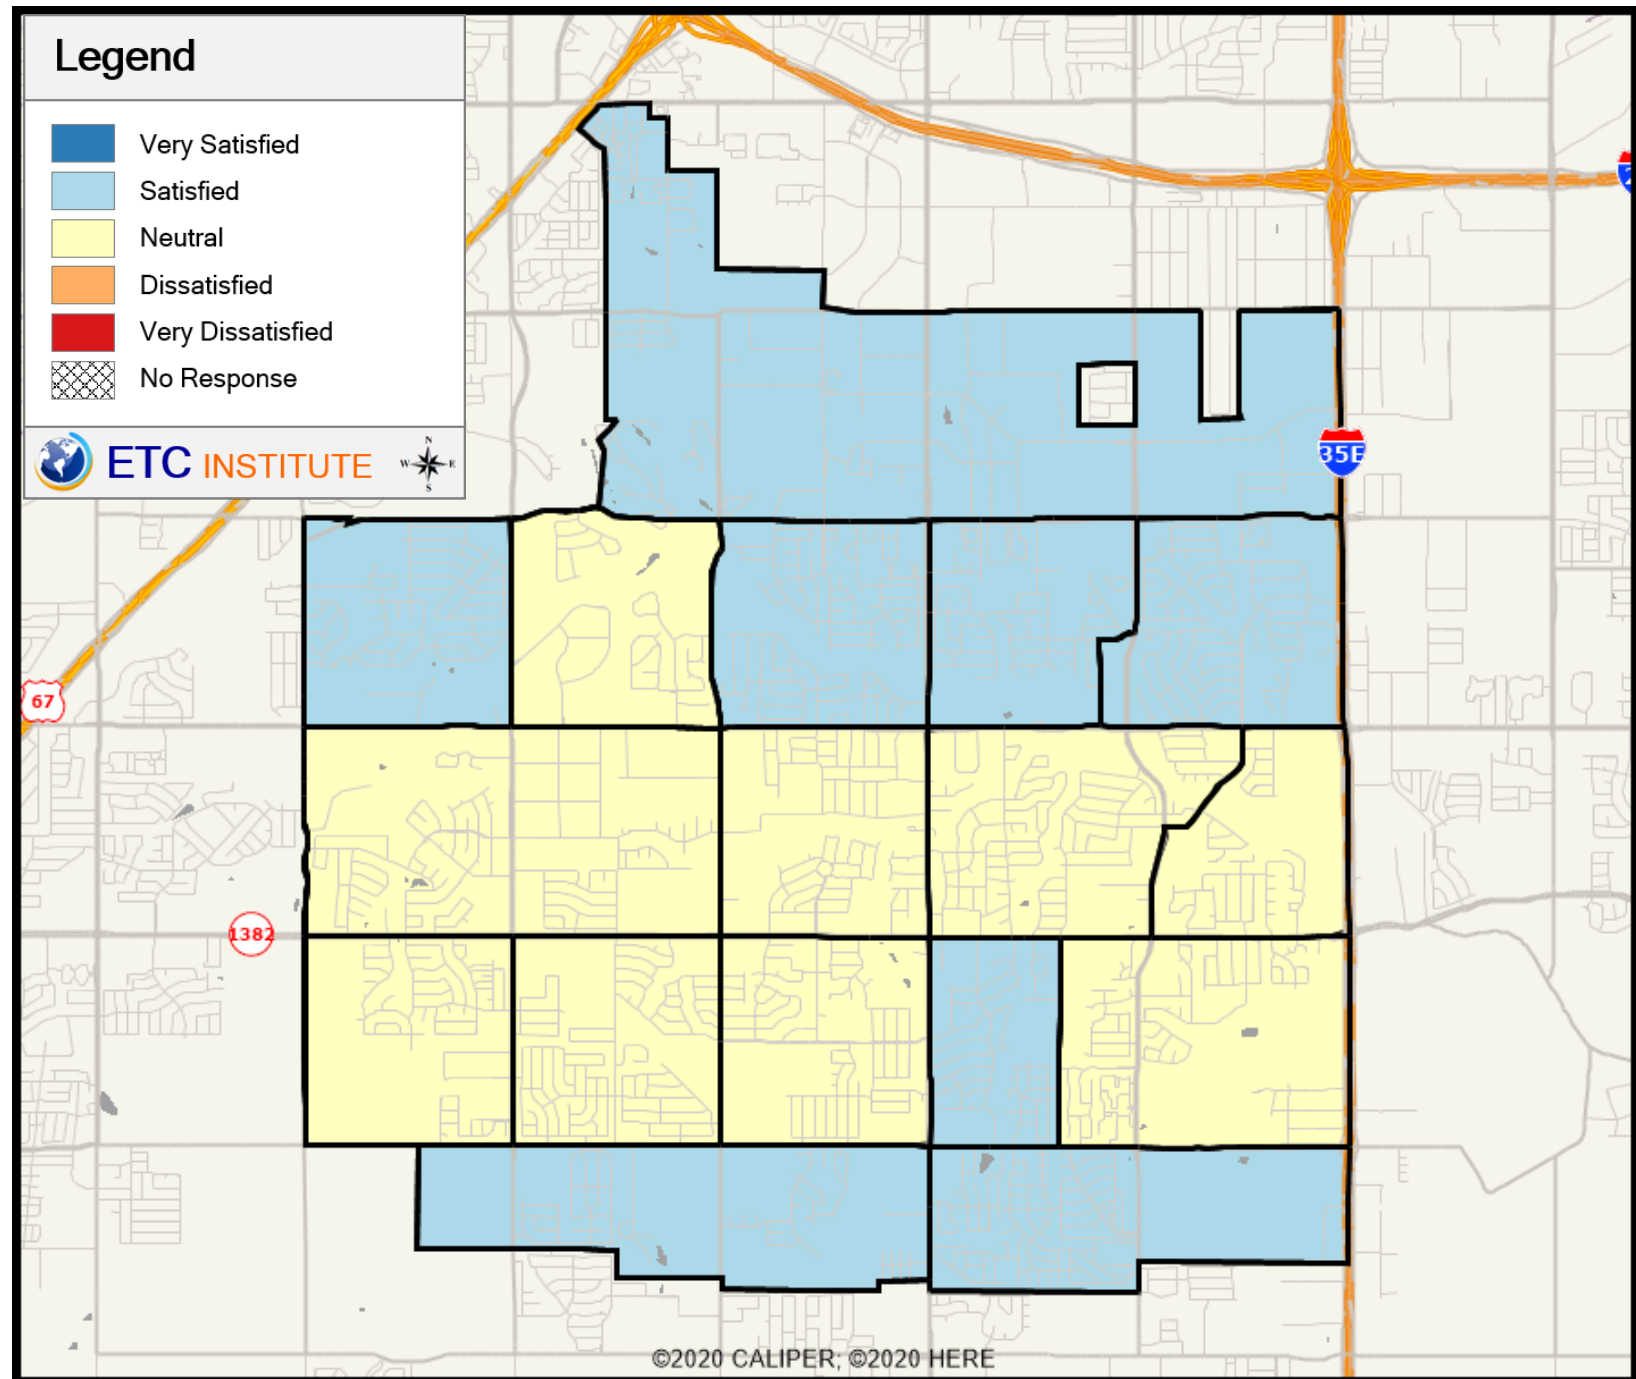 Legend
Very Satisfied
Satisfied
Neutral
Dissatisfied
Very Dissatisfied
No Response
ETC INSTITUTE
N
W E
S
35E
67
1382
©2020 CALIPER; ©2020 HERE